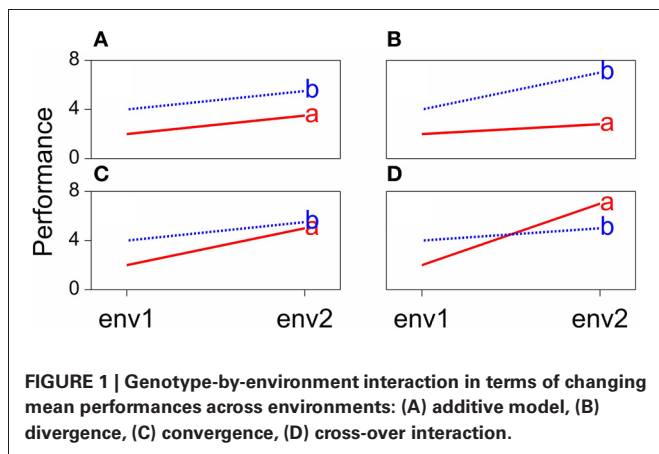 A
B
8
4
0
b
a
b
a
C
D
8
4
0
b
a
a
b
Performance
env1
env2
env1
env2
FIGURE 1 | Genotype-by-environment interaction in terms of changing
mean performances across environments: (A) additive model, (B)
divergence, (C) convergence, (D) cross-over interaction.